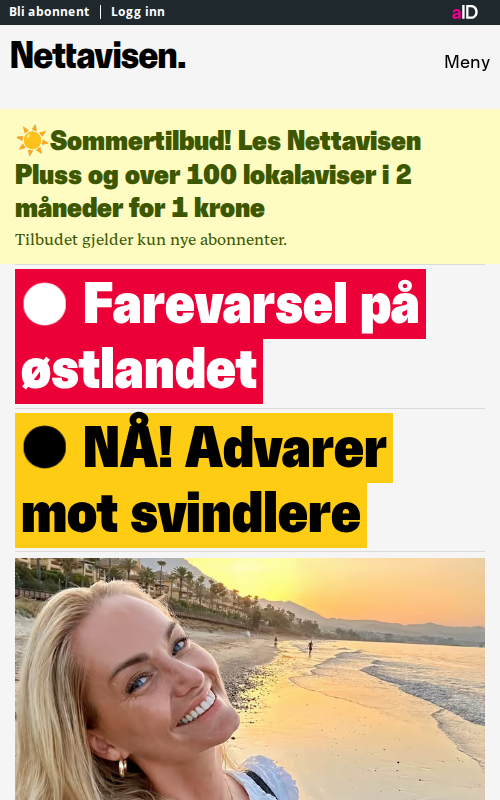 Bli abonnent | Logg inn
aID
Nettavisen.
Meny
☀️Sommertilbud! Les Nettavisen
Pluss og over 100 lokalaviser i 2
måneder for 1 krone
Tilbudet gjelder kun nye abonnenter.
Farevarsel på
østlandet
NÅ! Advarer
mot svindlere